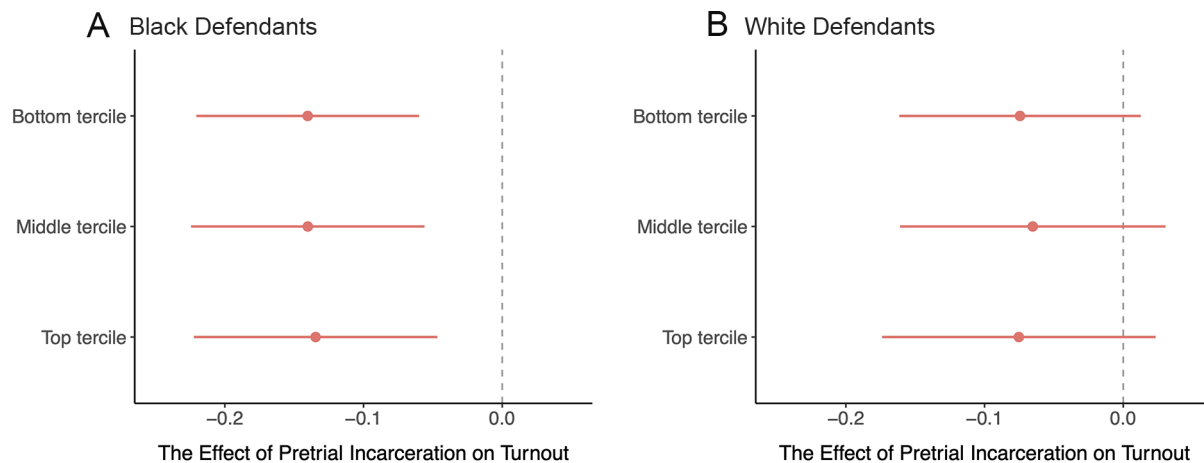 A Black Defendants
Bottom tercile
Middle tercile
Top tercile
−0.2 −0.1 0.0
The Effect of Pretrial Incarceration on Turnout
B White Defendants
Bottom tercile
Middle tercile
Top tercile
−0.2 −0.1 0.0
The Effect of Pretrial Incarceration on Turnout